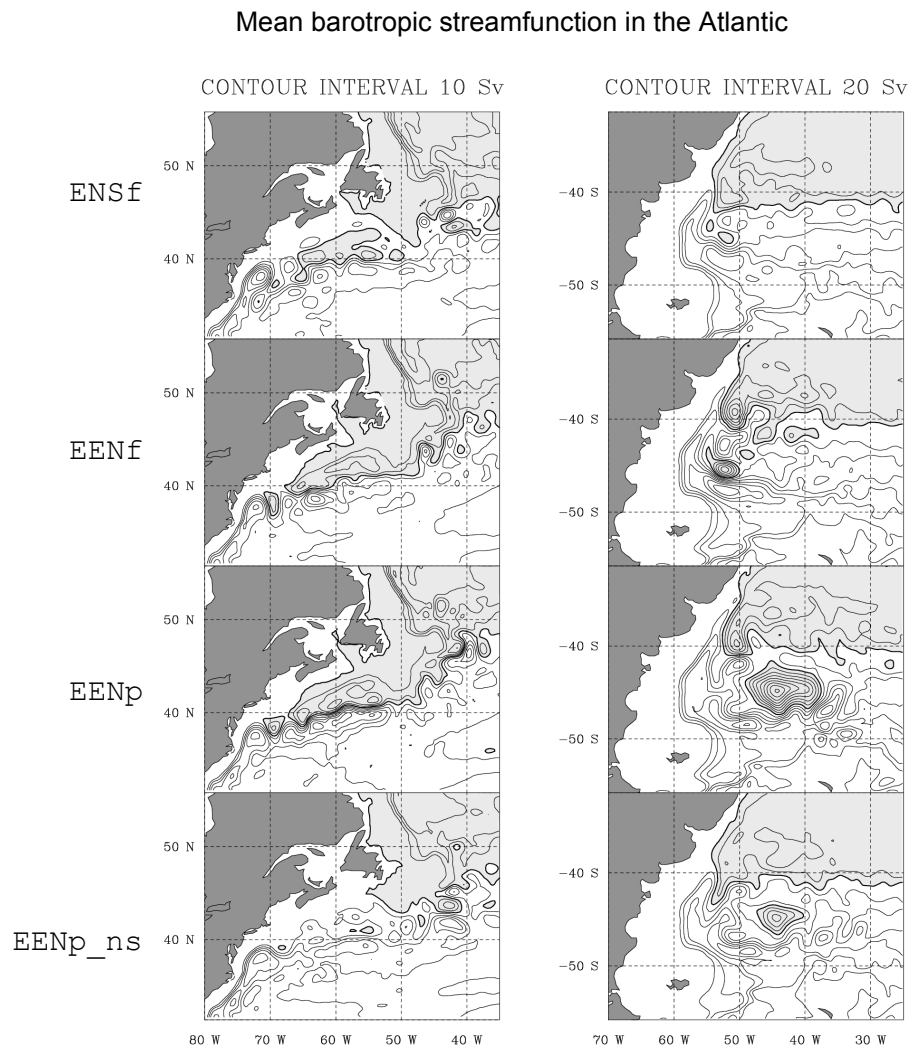 Mean barotropic streamfunction in the Atlantic
CONTOUR INTERVAL 10 Sv
CONTOUR INTERVAL 20 Sv
ENSf
50 N
40 N
-40 S
-50 S
EENf
50 N
40 N
-40 S
-50 S
EENp
50 N
40 N
-40 S
-50 S
EENp_ns
50 N
40 N
-40 S
-50 S
80 W 70 W 60 W 50 W 40 W
70 W 60 W 50 W 40 W 30 W